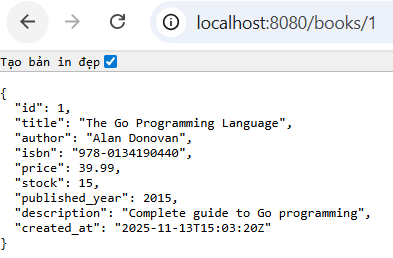 localhost:8080/books/1
Tạo bản in đẹp
{
  "id": 1,
  "title": "The Go Programming Language",
  "author": "Alan Donovan",
  "isbn": "978-0134190440",
  "price": 39.99,
  "stock": 15,
  "published_year": 2015,
  "description": "Complete guide to Go programming",
  "created_at": "2025-11-13T15:03:20Z"
}